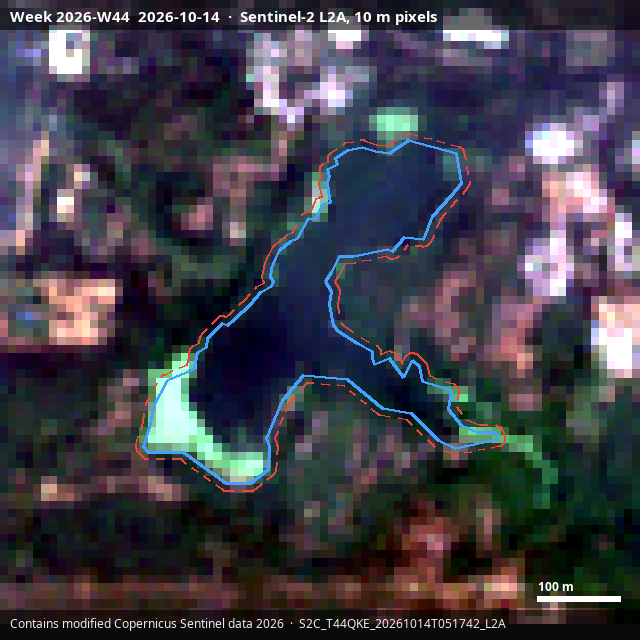 Week 2026-W44  2026-10-14  ·  Sentinel-2 L2A, 10 m pixels
100 m
Contains modified Copernicus Sentinel data 2026  ·  S2C_T44QKE_20261014T051742_L2A